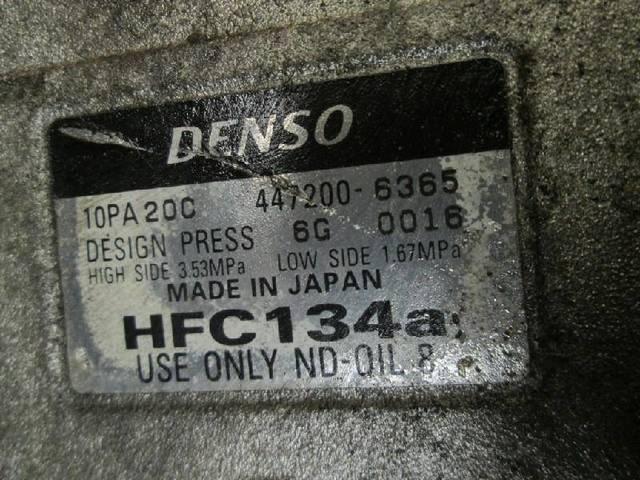 DENSO
10PA20C 447200-6365
DESIGN PRESS 6G 0016
HIGH SIDE 3.53MPa LOW SIDE 1.67MPa
MADE IN JAPAN
HFC134a
USE ONLY ND-OIL 8